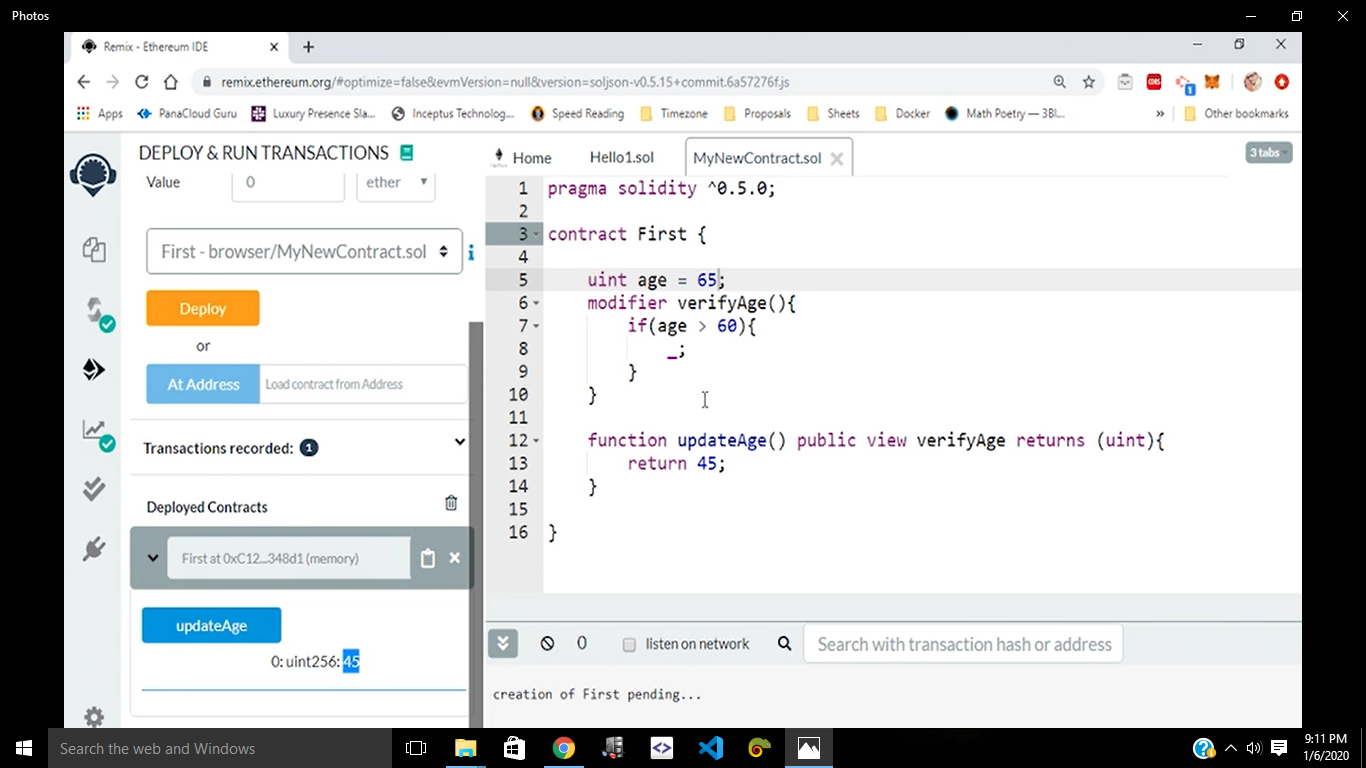 Photos
Remix - Ethereum IDE
remix.ethereum.org/#optimize=false&evmVersion=null&version=soljson-v0.5.15+commit.6a57276f.js
Apps PanaCloud Guru Luxury Presence Sla... Inceptus Technolog... Speed Reading Timezone Proposals Sheets Docker Math Poetry — 3Bl... » Other bookmarks
DEPLOY & RUN TRANSACTIONS
Value 0 ether
First - browser/MyNewContract.sol
Deploy
or
At Address Load contract from Address
Transactions recorded: 1
Deployed Contracts
First at 0xC12...348d1 (memory)
updateAge
0: uint256: 45
Home Hello1.sol MyNewContract.sol 3 tabs
1 pragma solidity ^0.5.0;
2
3 contract First {
4
5 uint age = 65;
6 modifier verifyAge(){
7 if(age > 60){
8 _;
9 }
10 }
11
12 function updateAge() public view verifyAge returns (uint){
13 return 45;
14 }
15
16 }
0 listen on network Search with transaction hash or address
creation of First pending...
Search the web and Windows
9:11 PM
1/6/2020